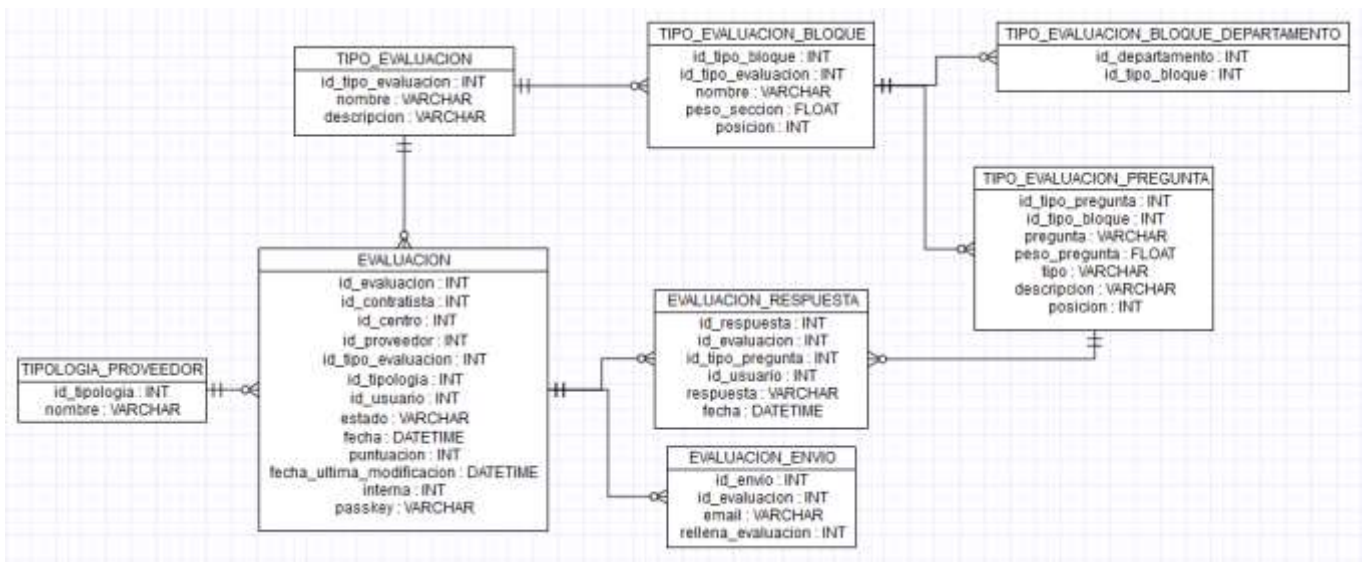 TIPO_EVALUACION
id_tipo_evaluacion : INT
nombre : VARCHAR
descripcion : VARCHAR
TIPO_EVALUACION_BLOQUE
id_tipo_bloque : INT
id_tipo_evaluacion : INT
nombre : VARCHAR
peso_seccion : FLOAT
posicion : INT
TIPO_EVALUACION_BLOQUE_DEPARTAMENTO
id_departamento : INT
id_tipo_bloque : INT
TIPO_EVALUACION_PREGUNTA
id_tipo_pregunta : INT
id_tipo_bloque : INT
pregunta : VARCHAR
peso_pregunta : FLOAT
tipo : VARCHAR
descripcion : VARCHAR
posicion : INT
EVALUACION
id_evaluacion : INT
id_contratista : INT
id_centro : INT
id_proveedor : INT
id_tipo_evaluacion : INT
id_tipologia : INT
id_usuario : INT
estado : VARCHAR
fecha : DATETIME
puntuacion : INT
fecha_ultima_modificacion : DATETIME
interna : INT
passkey : VARCHAR
TIPOLOGIA_PROVEEDOR
id_tipologia : INT
nombre : VARCHAR
EVALUACION_RESPUESTA
id_respuesta : INT
id_evaluacion : INT
id_tipo_pregunta : INT
id_usuario : INT
respuesta : VARCHAR
fecha : DATETIME
EVALUACION_ENVIO
id_envio : INT
id_evaluacion : INT
email : VARCHAR
rellena_evaluacion : INT